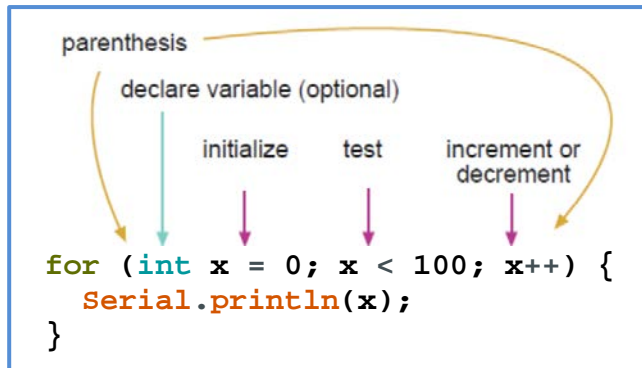 parenthesis
declare variable (optional)
initialize test increment or
decrement
for (int x = 0; x < 100; x++) {
  Serial.println(x);
}